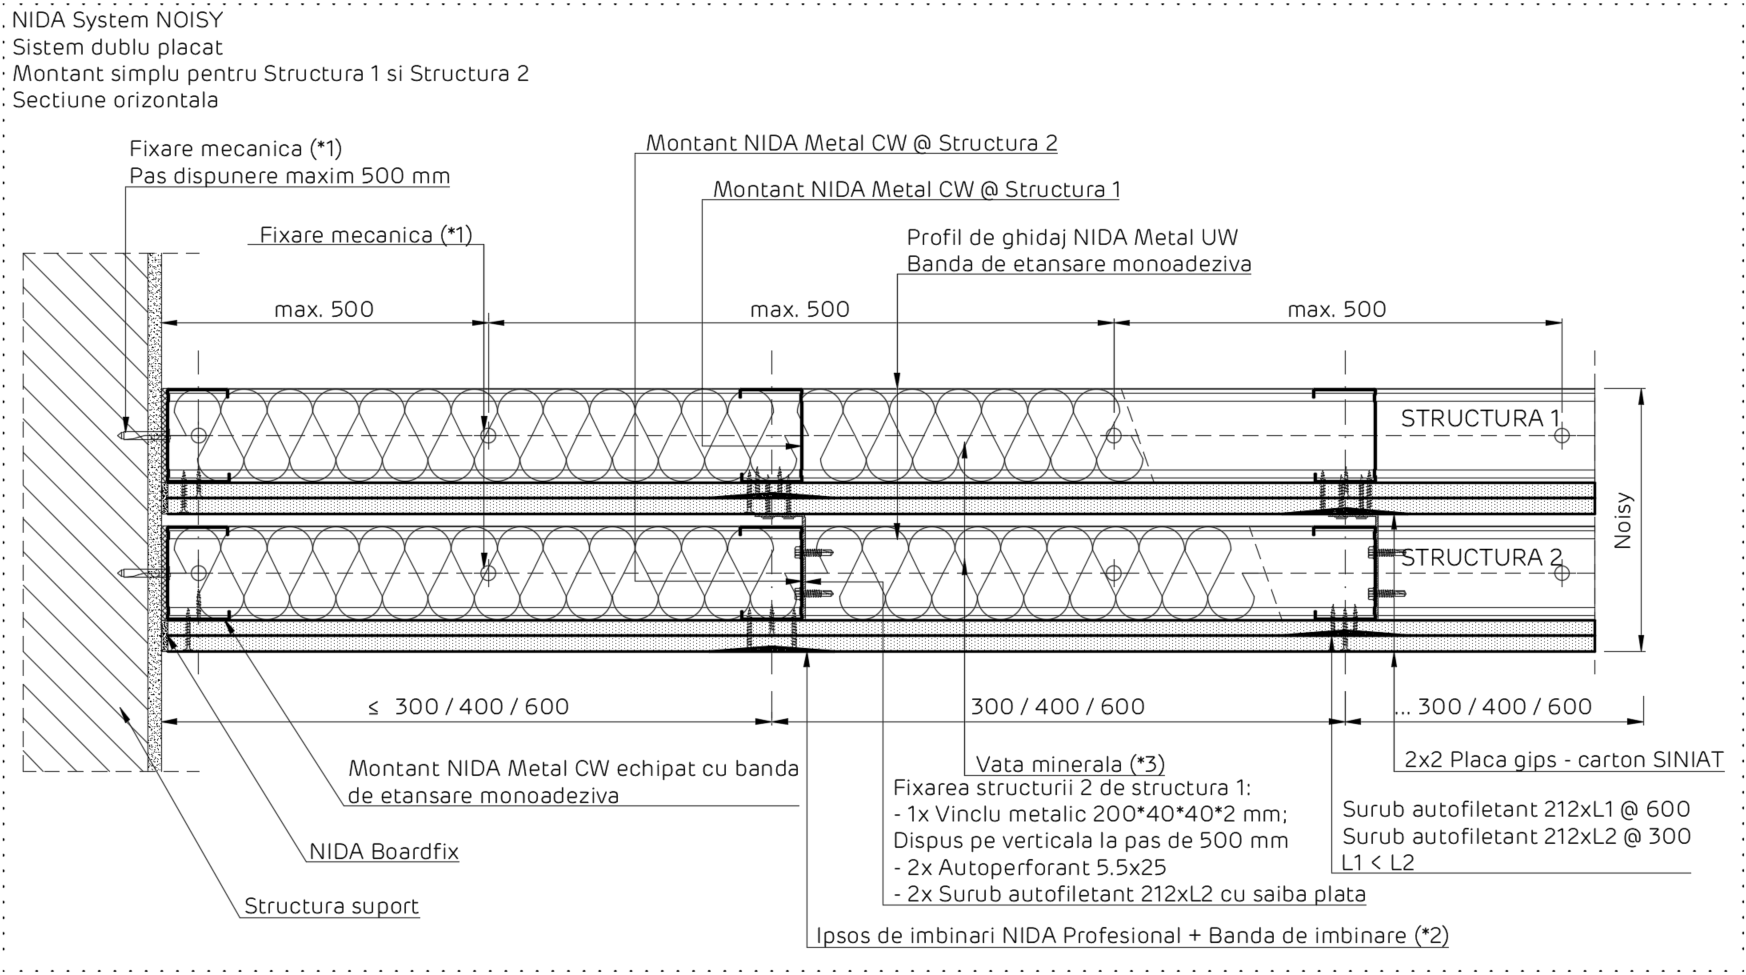 NIDA System NOISY
Sistem dublu placat
Montant simplu pentru Structura 1 si Structura 2
Sectiune orizontala
Fixare mecanica (*1)
Pas dispunere maxim 500 mm
Montant NIDA Metal CW @ Structura 2
Montant NIDA Metal CW @ Structura 1
Fixare mecanica (*1)
Profil de ghidaj NIDA Metal UW
Banda de etansare monoadeziva
max. 500
max. 500
max. 500
STRUCTURA 1
Noisy
STRUCTURA 2
≤ 300 / 400 / 600
300 / 400 / 600
... 300 / 400 / 600
Vata minerala (*3)
2x2 Placa gips - carton SINIAT
Montant NIDA Metal CW echipat cu banda
de etansare monoadeziva
Fixarea structurii 2 de structura 1:
- 1x Vinclu metalic 200*40*40*2 mm;
Dispus pe verticala la pas de 500 mm
- 2x Autoperforant 5.5x25
- 2x Surub autofiletant 212xL2 cu saiba plata
Surub autofiletant 212xL1 @ 600
Surub autofiletant 212xL2 @ 300
L1 < L2
NIDA Boardfix
Structura suport
Ipsos de imbinari NIDA Profesional + Banda de imbinare (*2)